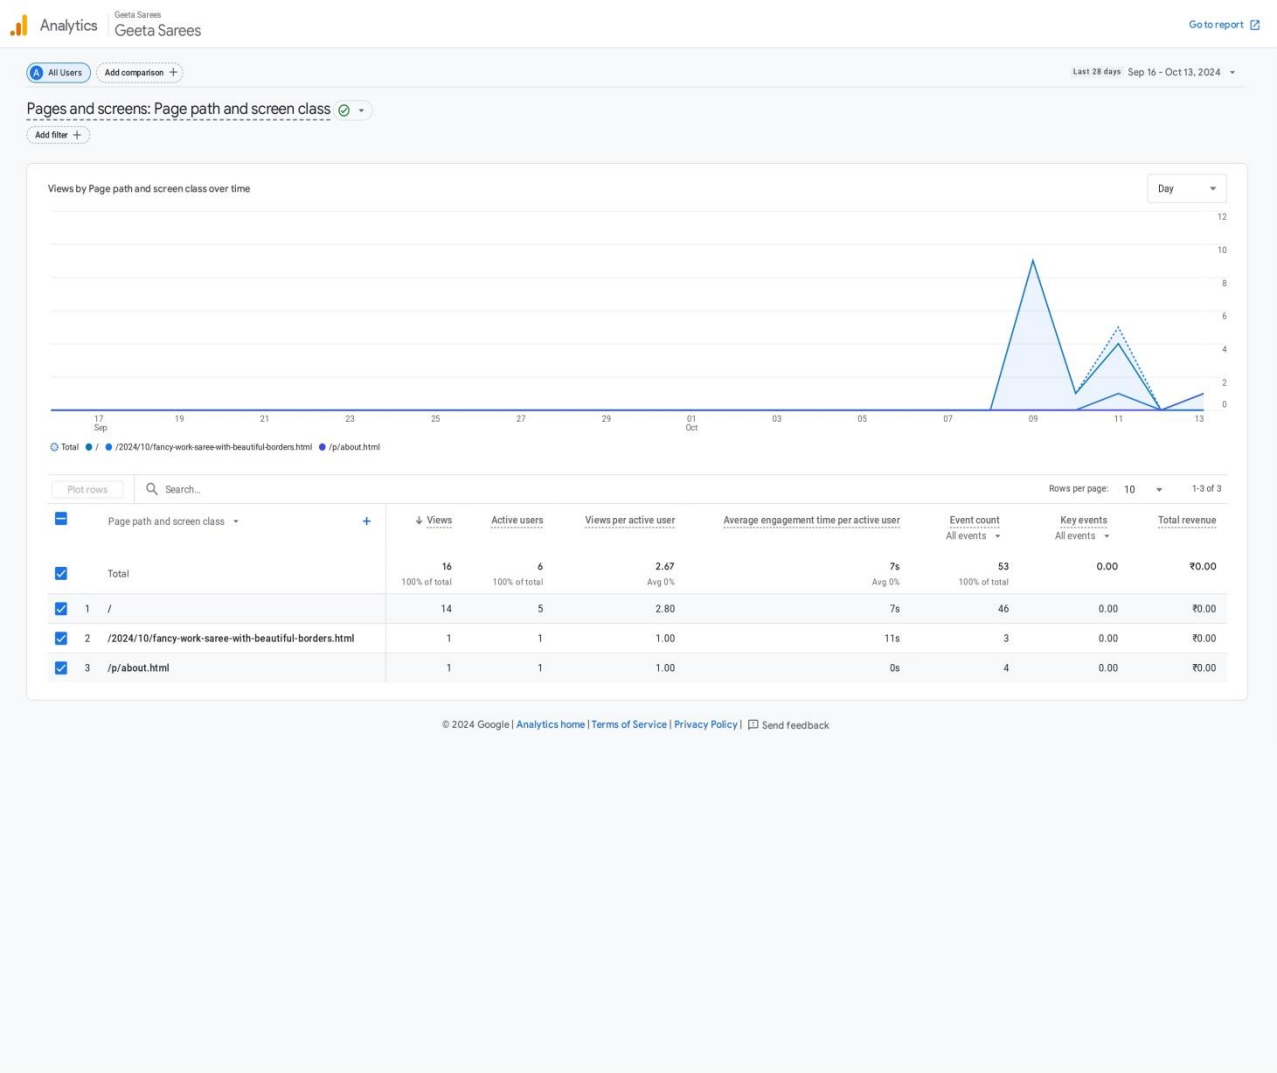 Geeta Sarees
Analytics Geeta Sarees Go to report
A All Users Add comparison Last 28 days Sep 16 - Oct 13, 2024
Pages and screens: Page path and screen class
Add filter
Views by Page path and screen class over time Day
12
10
8
6
4
2
0
17 19 21 23 25 27 29 01 03 05 07 09 11 13
Sep Oct
Total / /2024/10/fancy-work-saree-with-beautiful-borders.html /p/about.html
Plot rows Search... Rows per page: 10 1-3 of 3
Page path and screen class Views Active users Views per active user Average engagement time per active user Event count Key events Total revenue
All events All events
Total 16 6 2.67 7s 53 0.00 ₹0.00
100% of total 100% of total Avg 0% Avg 0% 100% of total
1 / 14 5 2.80 7s 46 0.00 ₹0.00
2 /2024/10/fancy-work-saree-with-beautiful-borders.html 1 1 1.00 11s 3 0.00 ₹0.00
3 /p/about.html 1 1 1.00 0s 4 0.00 ₹0.00
© 2024 Google | Analytics home | Terms of Service | Privacy Policy | Send feedback